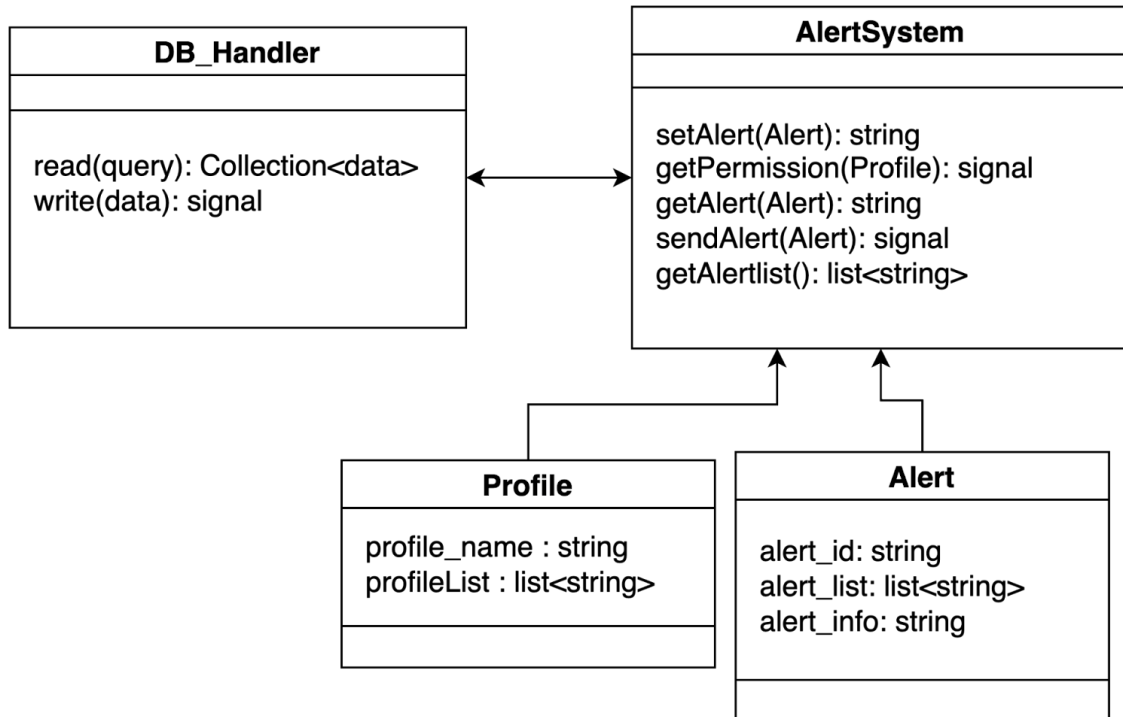 DB_Handler
read(query): Collection<data>
write(data): signal
AlertSystem
setAlert(Alert): string
getPermission(Profile): signal
getAlert(Alert): string
sendAlert(Alert): signal
getAlertlist(): list<string>
Profile
profile_name : string
profileList : list<string>
Alert
alert_id: string
alert_list: list<string>
alert_info: string